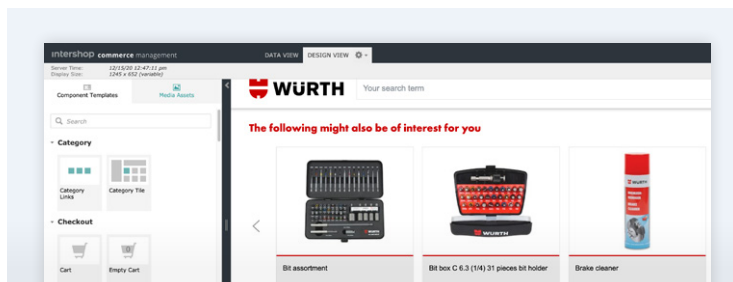 intershop commerce management
DATA VIEW DESIGN VIEW
Server Time: 12/15/20 12:47:11 pm
Display Size: 1245 x 652 (variable)
Component Templates
Media Assets
WÜRTH
Your search term
Search
The following might also be of interest for you
Category
Category Links
Category Tile
Checkout
WURTH
WURTH
Cart
Empty Cart
Bit assortment
Bit box C 6.3 (1/4) 31 pieces bit holder
Brake cleaner